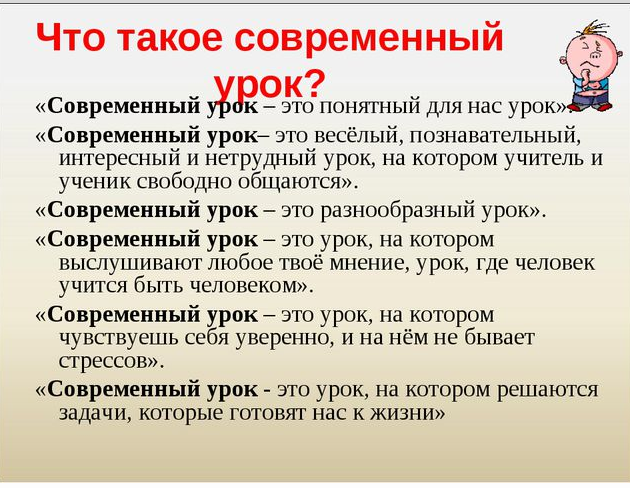 Что такое современный
урок?
«Современный урок – это понятный для нас урок».
«Современный урок– это весёлый, познавательный,
интересный и нетрудный урок, на котором учитель и
ученик свободно общаются».
«Современный урок – это разнообразный урок».
«Современный урок – это урок, на котором
выслушивают любое твоё мнение, урок, где человек
учится быть человеком».
«Современный урок – это урок, на котором
чувствуешь себя уверенно, и на нём не бывает
стрессов».
«Современный урок - это урок, на котором решаются
задачи, которые готовят нас к жизни»